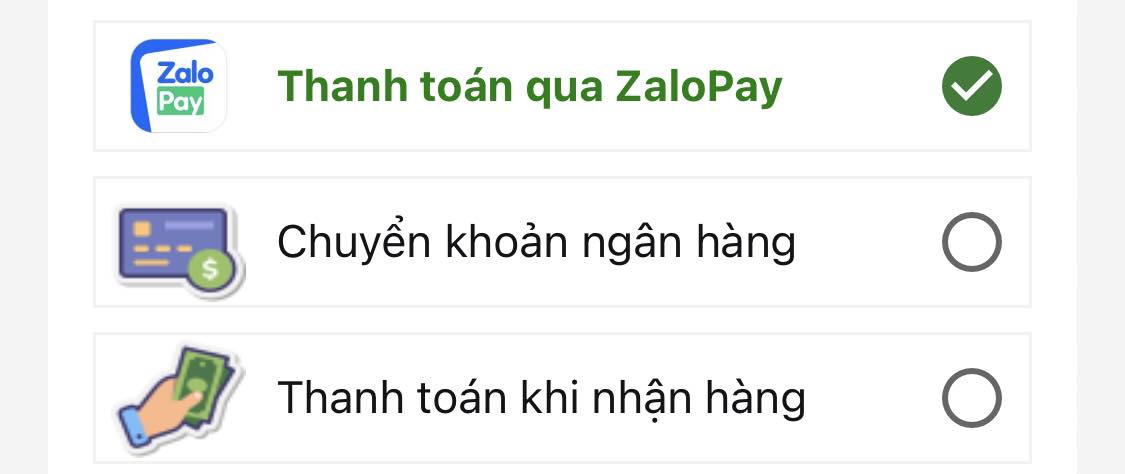 Zalo
Pay
Thanh toán qua ZaloPay
$
Chuyển khoản ngân hàng
Thanh toán khi nhận hàng